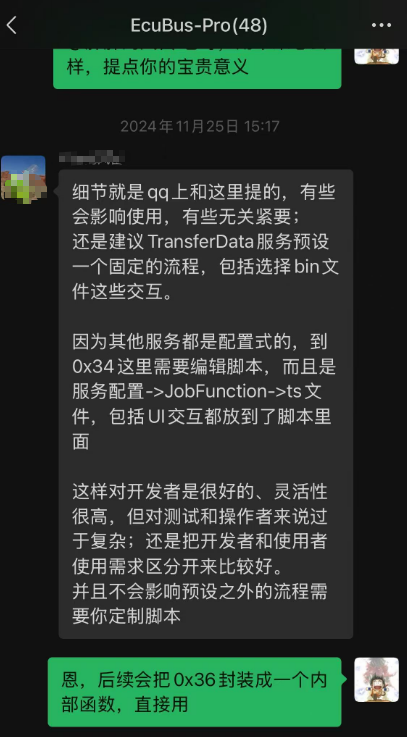 EcuBus-Pro(48)
样，提点你的宝贵意义
2024年11月25日 15:17
细节就是qq上和这里提的，有些
会影响使用，有些无关紧要；
还是建议TransferData服务预设
一个固定的流程，包括选择bin文
件这些交互。
因为其他服务都是配置式的，到
0x34这里需要编辑脚本，而且是
服务配置->JobFunction->ts文
件，包括UI交互都放到了脚本里
面
这样对开发者是很好的、灵活性
很高，但对测试和操作者来说过
于复杂；还是把开发者和使用者
使用需求区分开来比较好。
并且不会影响预设之外的流程需
要你定制脚本
恩，后续会把0x36封装成一个内
部函数，直接用